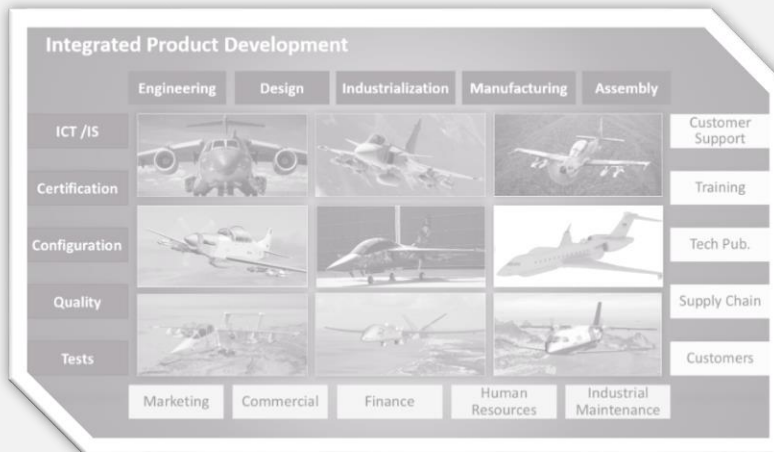 Integrated Product Development
Engineering
Design
Industrialization
Manufacturing
Assembly
ICT /IS
Certification
Configuration
Quality
Tests
Customer
Support
Training
Tech Pub.
Supply Chain
Customers
Marketing
Commercial
Finance
Human
Resources
Industrial
Maintenance